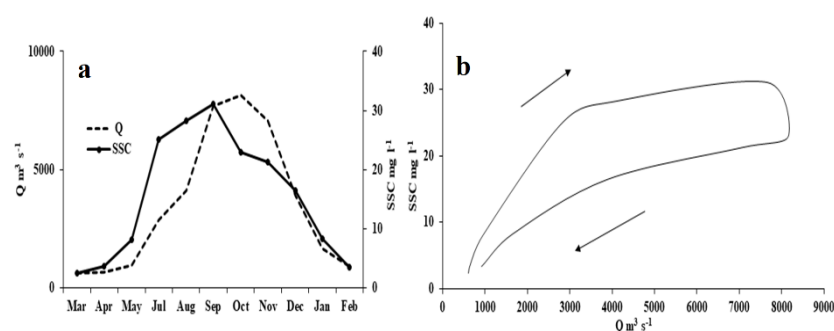 a
10000
5000
0
Q m³ s⁻¹
Q
SSC
40
30
20
10
0
SSC mg l⁻¹
Mar Apr May Jul Aug Sep Oct Nov Dec Jan Feb
b
40
30
20
10
0
SSC mg l⁻¹
0 1000 2000 3000 4000 5000 6000 7000 8000 9000
Q m³ s⁻¹